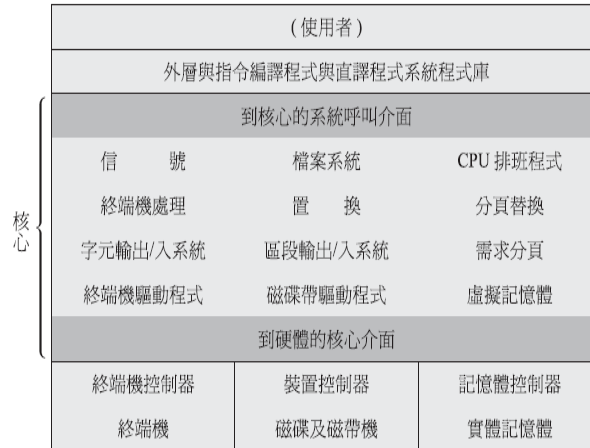 (使用者)
外層與指令編譯程式與直譯程式系統程式庫
到核心的系統呼叫介面
信 號 檔案系統 CPU 排班程式
終端機處理 置 換 分頁替換
核心
字元輸出/入系統 區段輸出/入系統 需求分頁
終端機驅動程式 磁碟帶驅動程式 虛擬記憶體
到硬體的核心介面
終端機控制器 裝置控制器 記憶體控制器
終端機 磁碟及磁帶機 實體記憶體